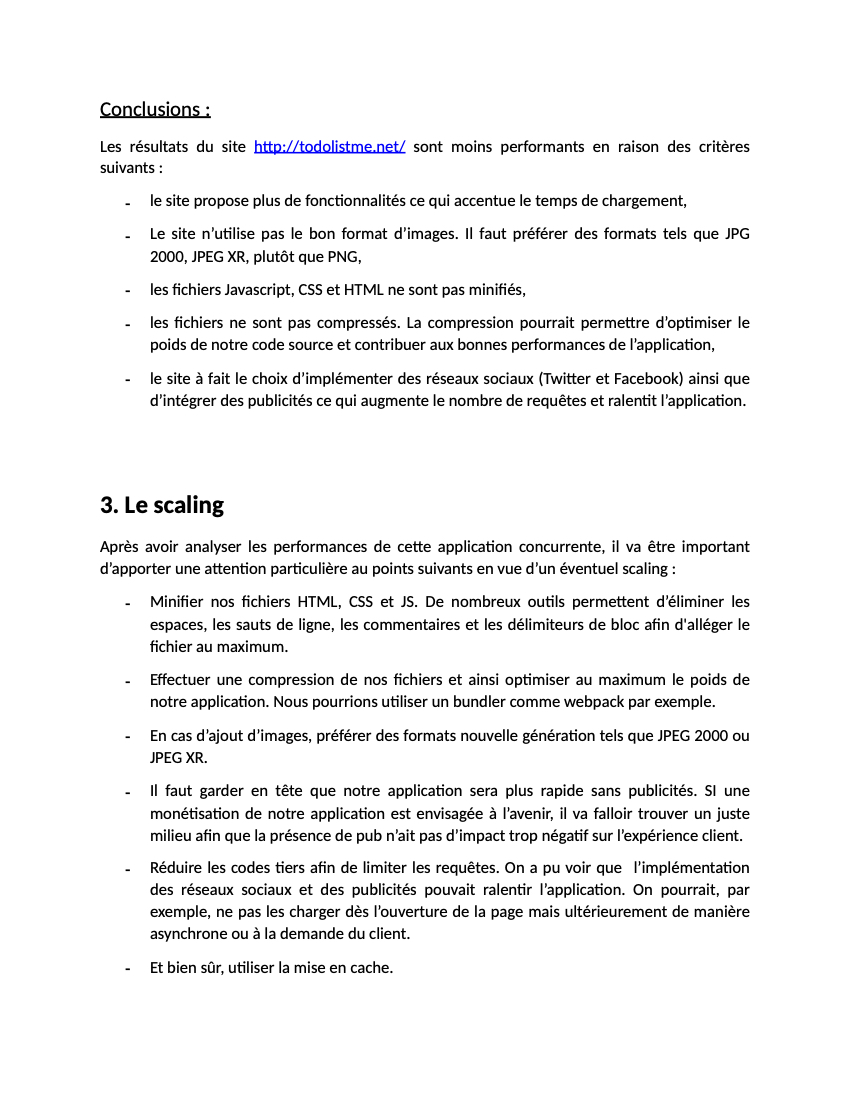 Conclusions :
Les résultats du site http://todolistme.net/ sont moins performants en raison des critères
suivants :
- le site propose plus de fonctionnalités ce qui accentue le temps de chargement,
- Le site n’utilise pas le bon format d’images. Il faut préférer des formats tels que JPG
2000, JPEG XR, plutôt que PNG,
- les fichiers Javascript, CSS et HTML ne sont pas minifiés,
- les fichiers ne sont pas compressés. La compression pourrait permettre d’optimiser le
poids de notre code source et contribuer aux bonnes performances de l’application,
- le site à fait le choix d’implémenter des réseaux sociaux (Twitter et Facebook) ainsi que
d’intégrer des publicités ce qui augmente le nombre de requêtes et ralentit l’application.
3. Le scaling
Après avoir analyser les performances de cette application concurrente, il va être important
d’apporter une attention particulière au points suivants en vue d’un éventuel scaling :
- Minifier nos fichiers HTML, CSS et JS. De nombreux outils permettent d’éliminer les
espaces, les sauts de ligne, les commentaires et les délimiteurs de bloc afin d'alléger le
fichier au maximum.
- Effectuer une compression de nos fichiers et ainsi optimiser au maximum le poids de
notre application. Nous pourrions utiliser un bundler comme webpack par exemple.
- En cas d’ajout d’images, préférer des formats nouvelle génération tels que JPEG 2000 ou
JPEG XR.
- Il faut garder en tête que notre application sera plus rapide sans publicités. SI une
monétisation de notre application est envisagée à l’avenir, il va falloir trouver un juste
milieu afin que la présence de pub n’ait pas d’impact trop négatif sur l’expérience client.
- Réduire les codes tiers afin de limiter les requêtes. On a pu voir que l’implémentation
des réseaux sociaux et des publicités pouvait ralentir l’application. On pourrait, par
exemple, ne pas les charger dès l’ouverture de la page mais ultérieurement de manière
asynchrone ou à la demande du client.
- Et bien sûr, utiliser la mise en cache.